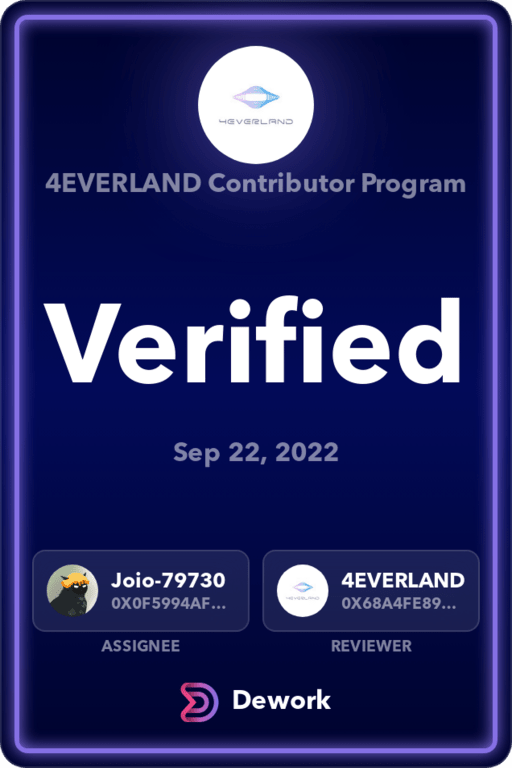 4EVERLAND
4EVERLAND Contributor Program
Verified
Sep 22, 2022
Joio-79730
0X0F5994AF...
ASSIGNEE
4EVERLAND
4EVERLAND
0X68A4FE89...
REVIEWER
Dework